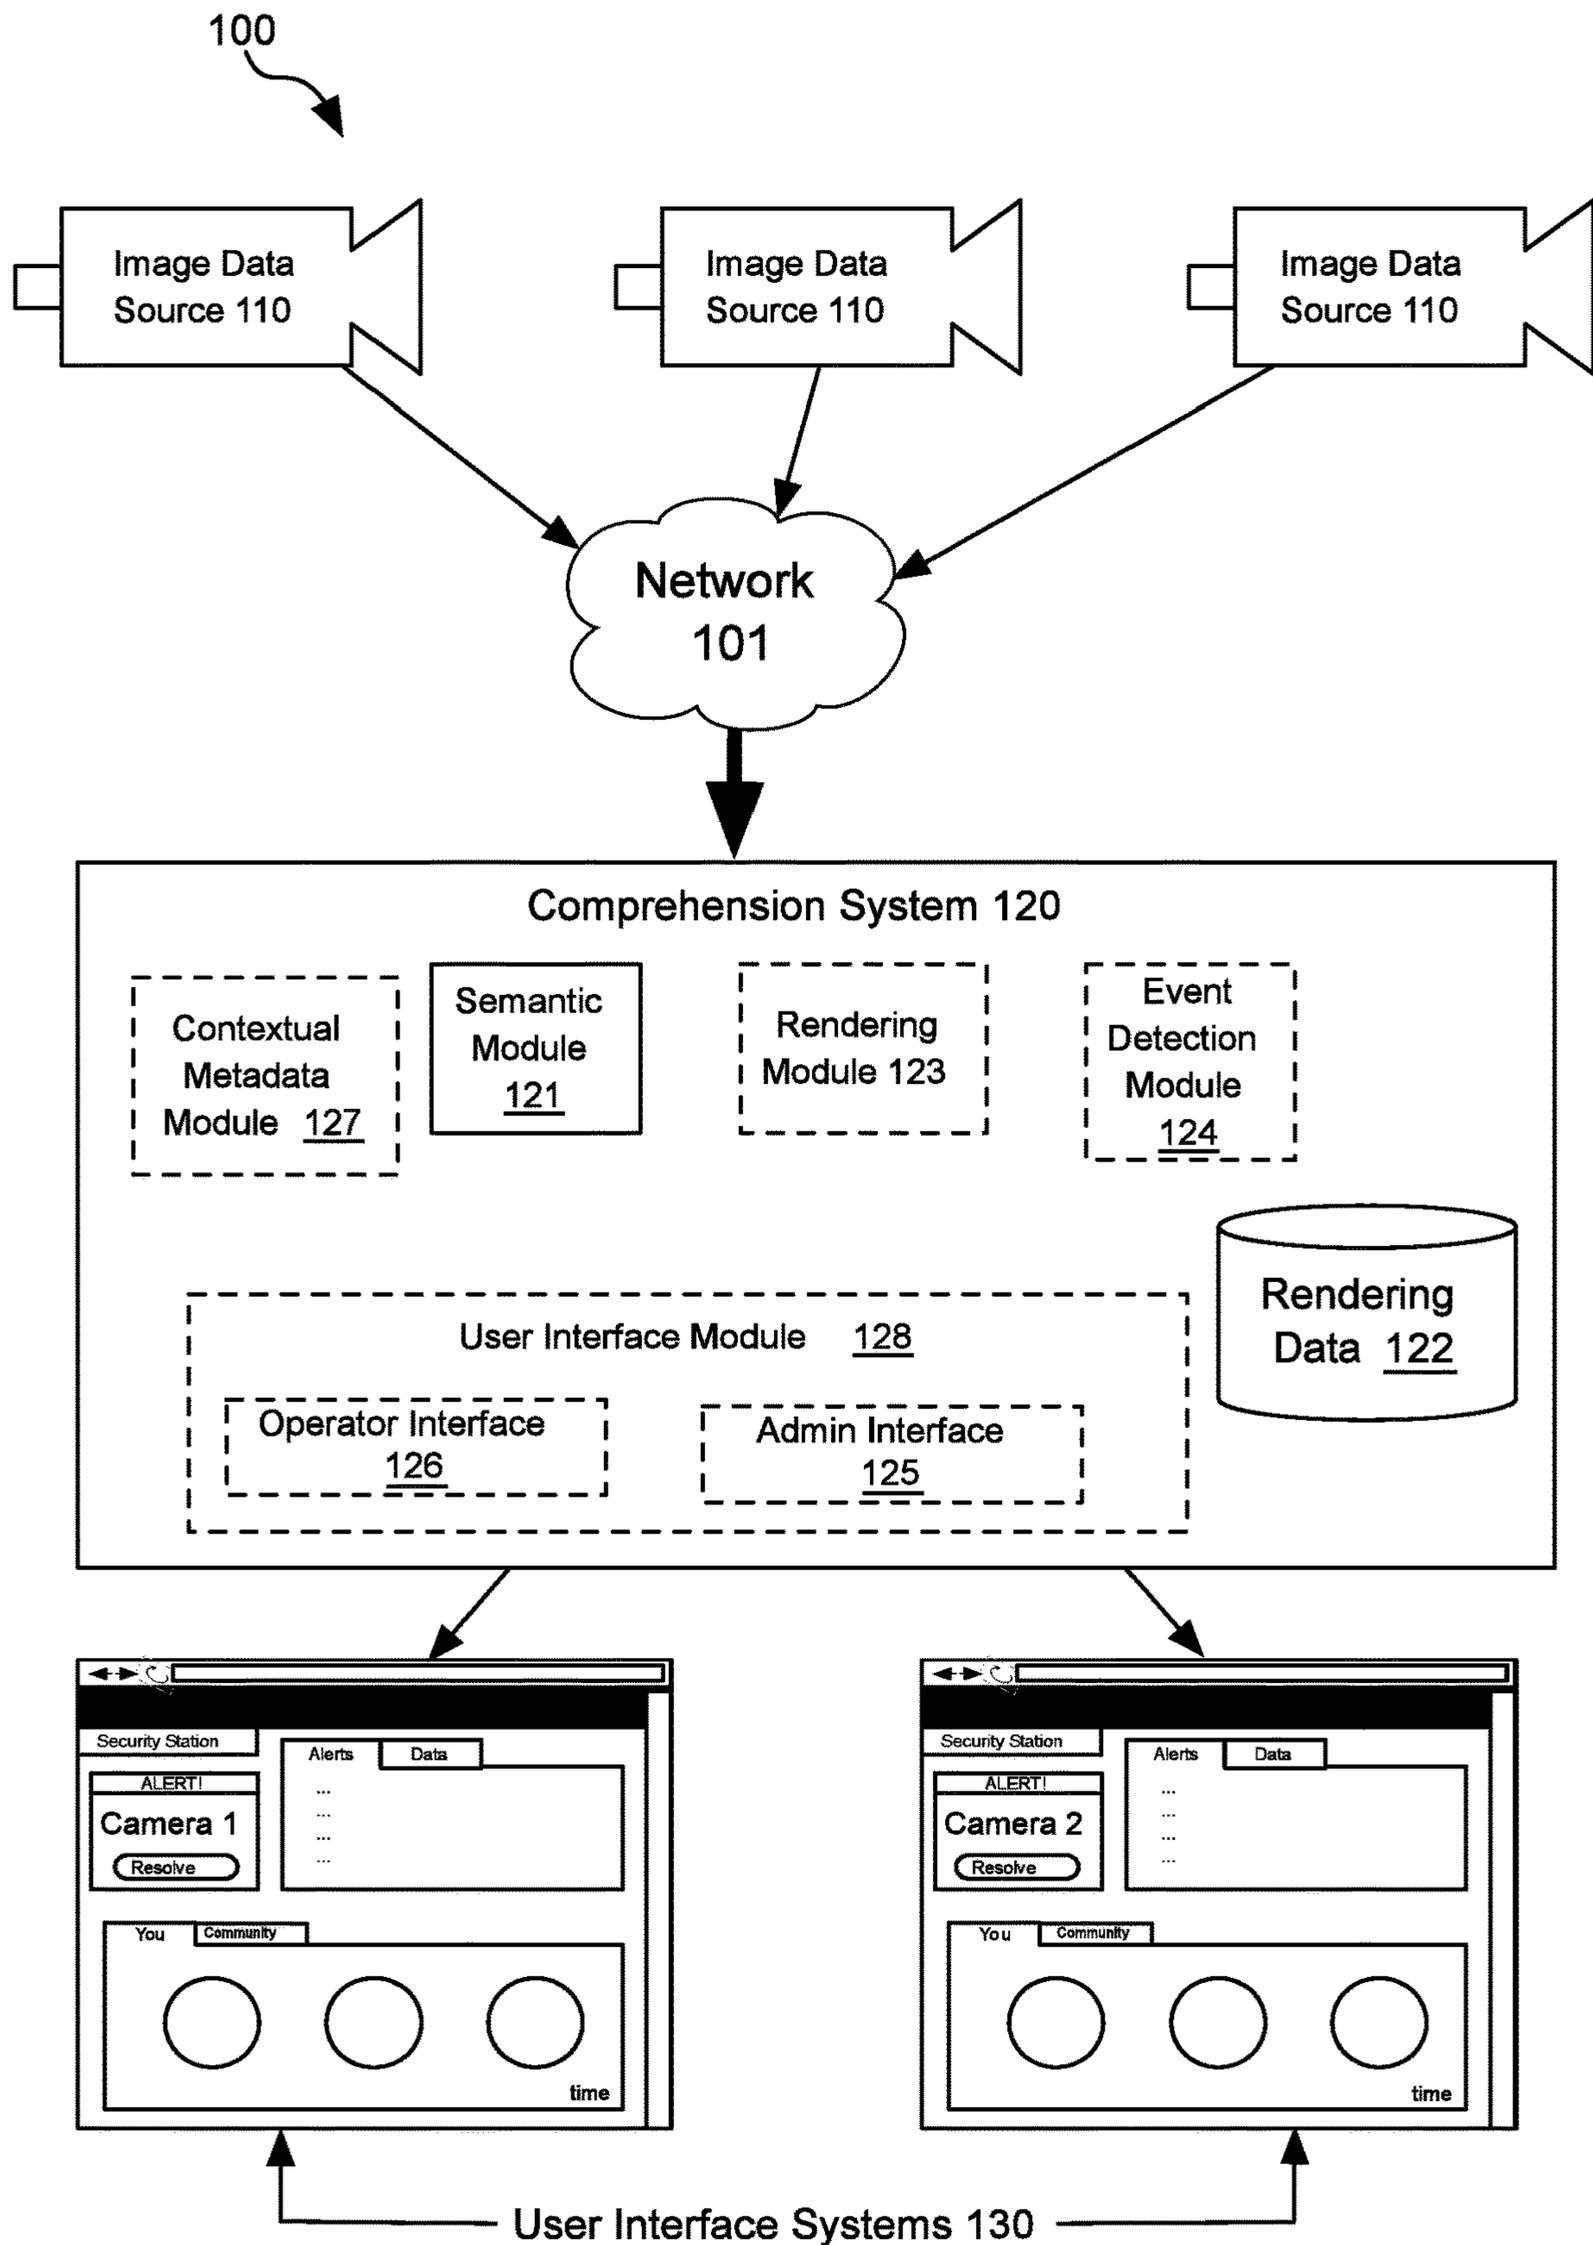 100
Image Data
Source 110
Image Data
Source 110
Image Data
Source 110
Network
101
Comprehension System 120
Contextual
Metadata
Module 127
Semantic
Module
121
Rendering
Module 123
Event
Detection
Module
124
Rendering
Data 122
User Interface Module 128
Operator Interface
126
Admin Interface
125
Security Station
ALERT!
Camera 1
Resolve
Alerts
Data
...
...
...
...
You
Community
time
Security Station
ALERT!
Camera 2
Resolve
Alerts
Data
...
...
...
...
You
Community
time
User Interface Systems 130